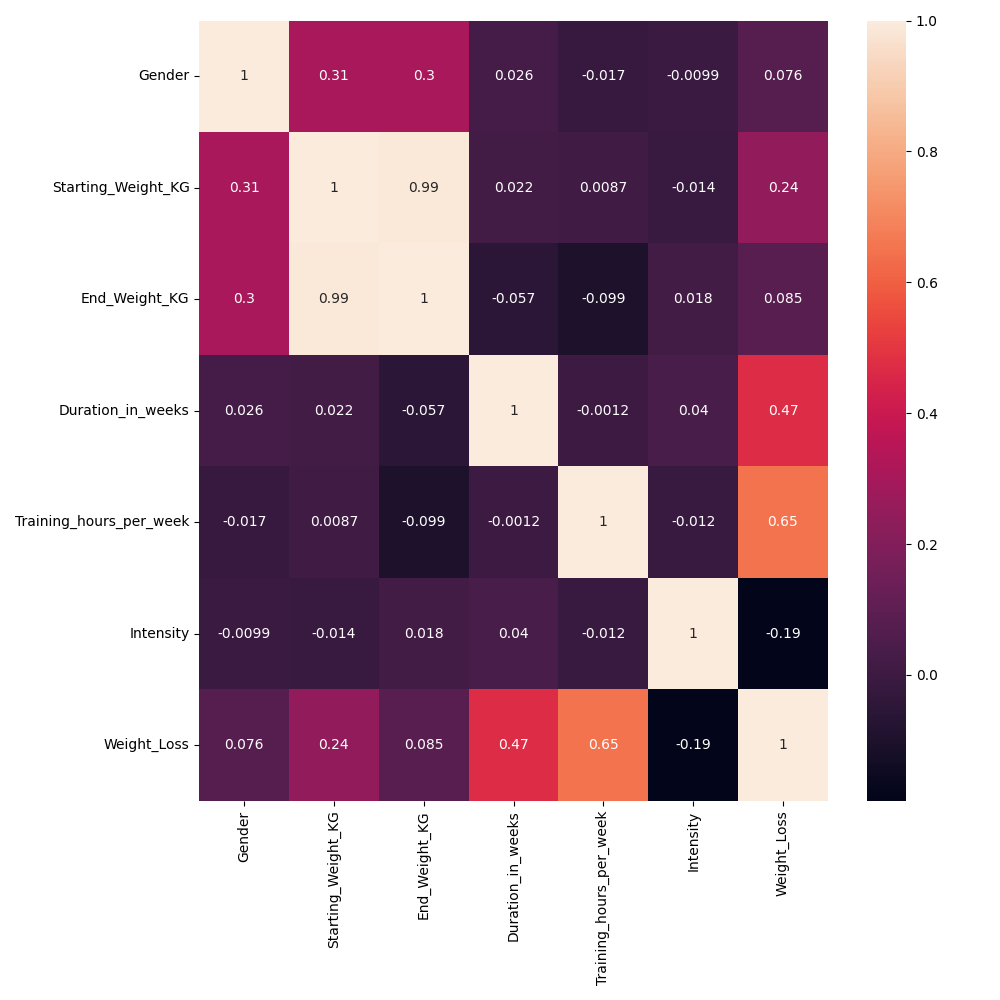 Gender 1 0.31 0.3 0.026 -0.017 -0.0099 0.076
Starting_Weight_KG 0.31 1 0.99 0.022 0.0087 -0.014 0.24
End_Weight_KG 0.3 0.99 1 -0.057 -0.099 0.018 0.085
Duration_in_weeks 0.026 0.022 -0.057 1 -0.0012 0.04 0.47
Training_hours_per_week -0.017 0.0087 -0.099 -0.0012 1 -0.012 0.65
Intensity -0.0099 -0.014 0.018 0.04 -0.012 1 -0.19
Weight_Loss 0.076 0.24 0.085 0.47 0.65 -0.19 1
Gender
Starting_Weight_KG
End_Weight_KG
Duration_in_weeks
Training_hours_per_week
Intensity
Weight_Loss
1.0
0.8
0.6
0.4
0.2
0.0